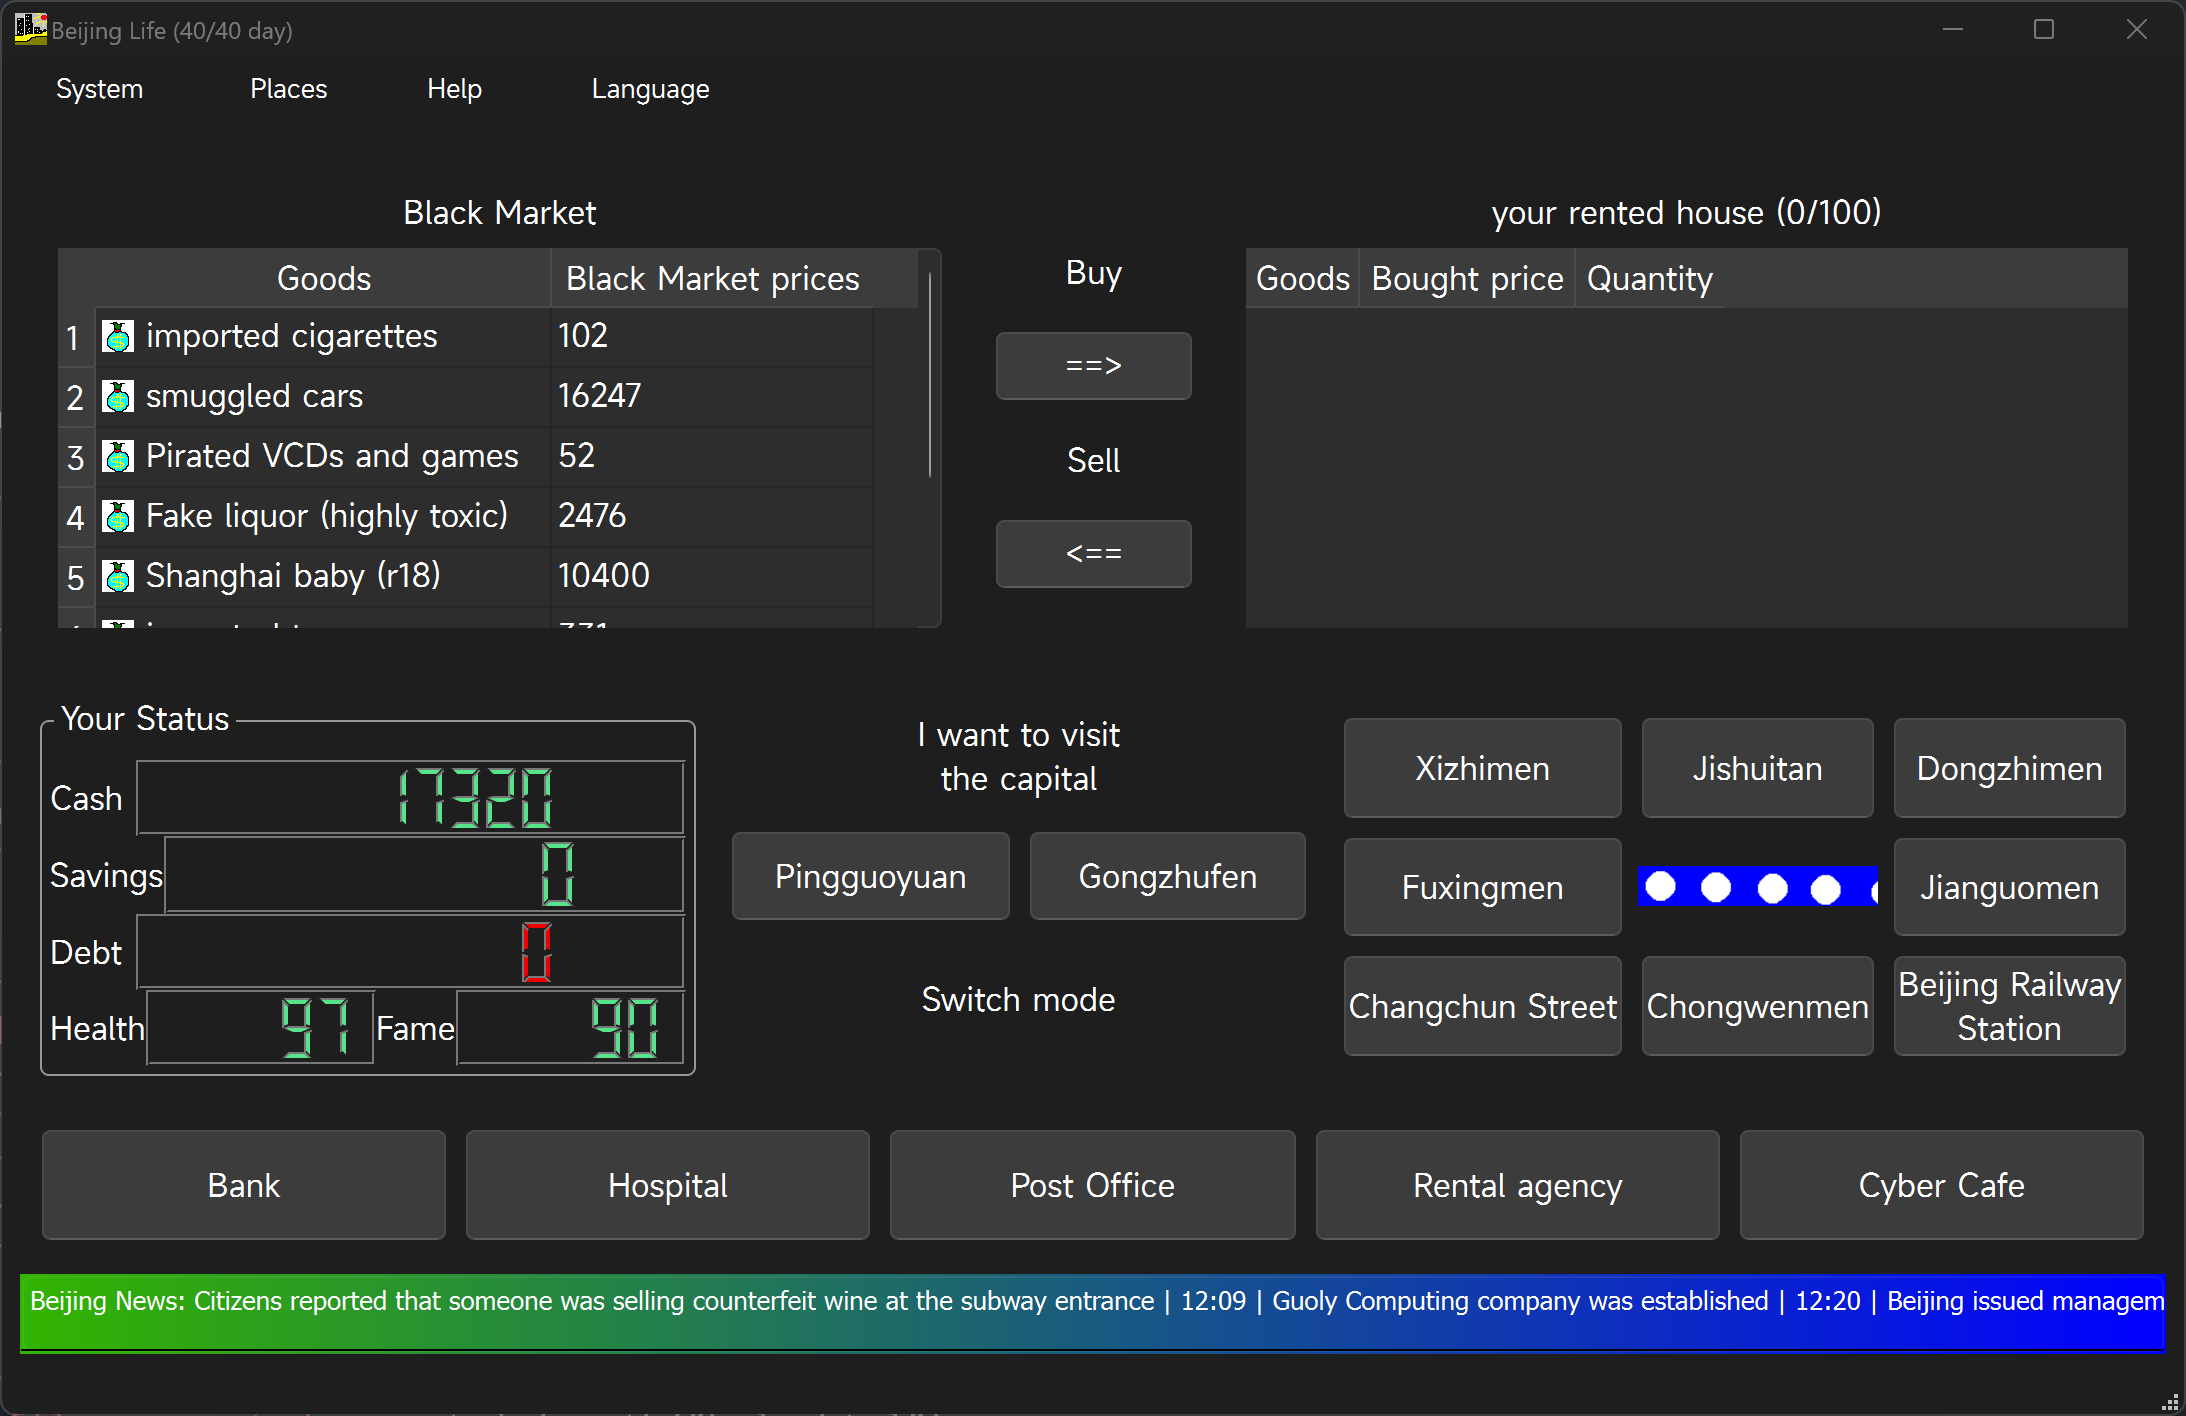 Beijing Life (40/40 day)
System Places Help Language
Black Market
Goods Black Market prices
1 imported cigarettes 102
2 smuggled cars 16247
3 Pirated VCDs and games 52
4 Fake liquor (highly toxic) 2476
5 Shanghai baby (r18) 10400
Buy
==>
Sell
<==
your rented house (0/100)
Goods Bought price Quantity
Your Status
Cash 17320
Savings 0
Debt 0
Health 97 Fame 90
I want to visit
the capital
Pingguoyuan Gongzhufen
Switch mode
Xizhimen Jishuitan Dongzhimen
Fuxingmen Jianguomen
Changchun Street Chongwenmen Beijing Railway
Station
Bank Hospital Post Office Rental agency Cyber Cafe
Beijing News: Citizens reported that someone was selling counterfeit wine at the subway entrance | 12:09 | Guoly Computing company was established | 12:20 | Beijing issued managem